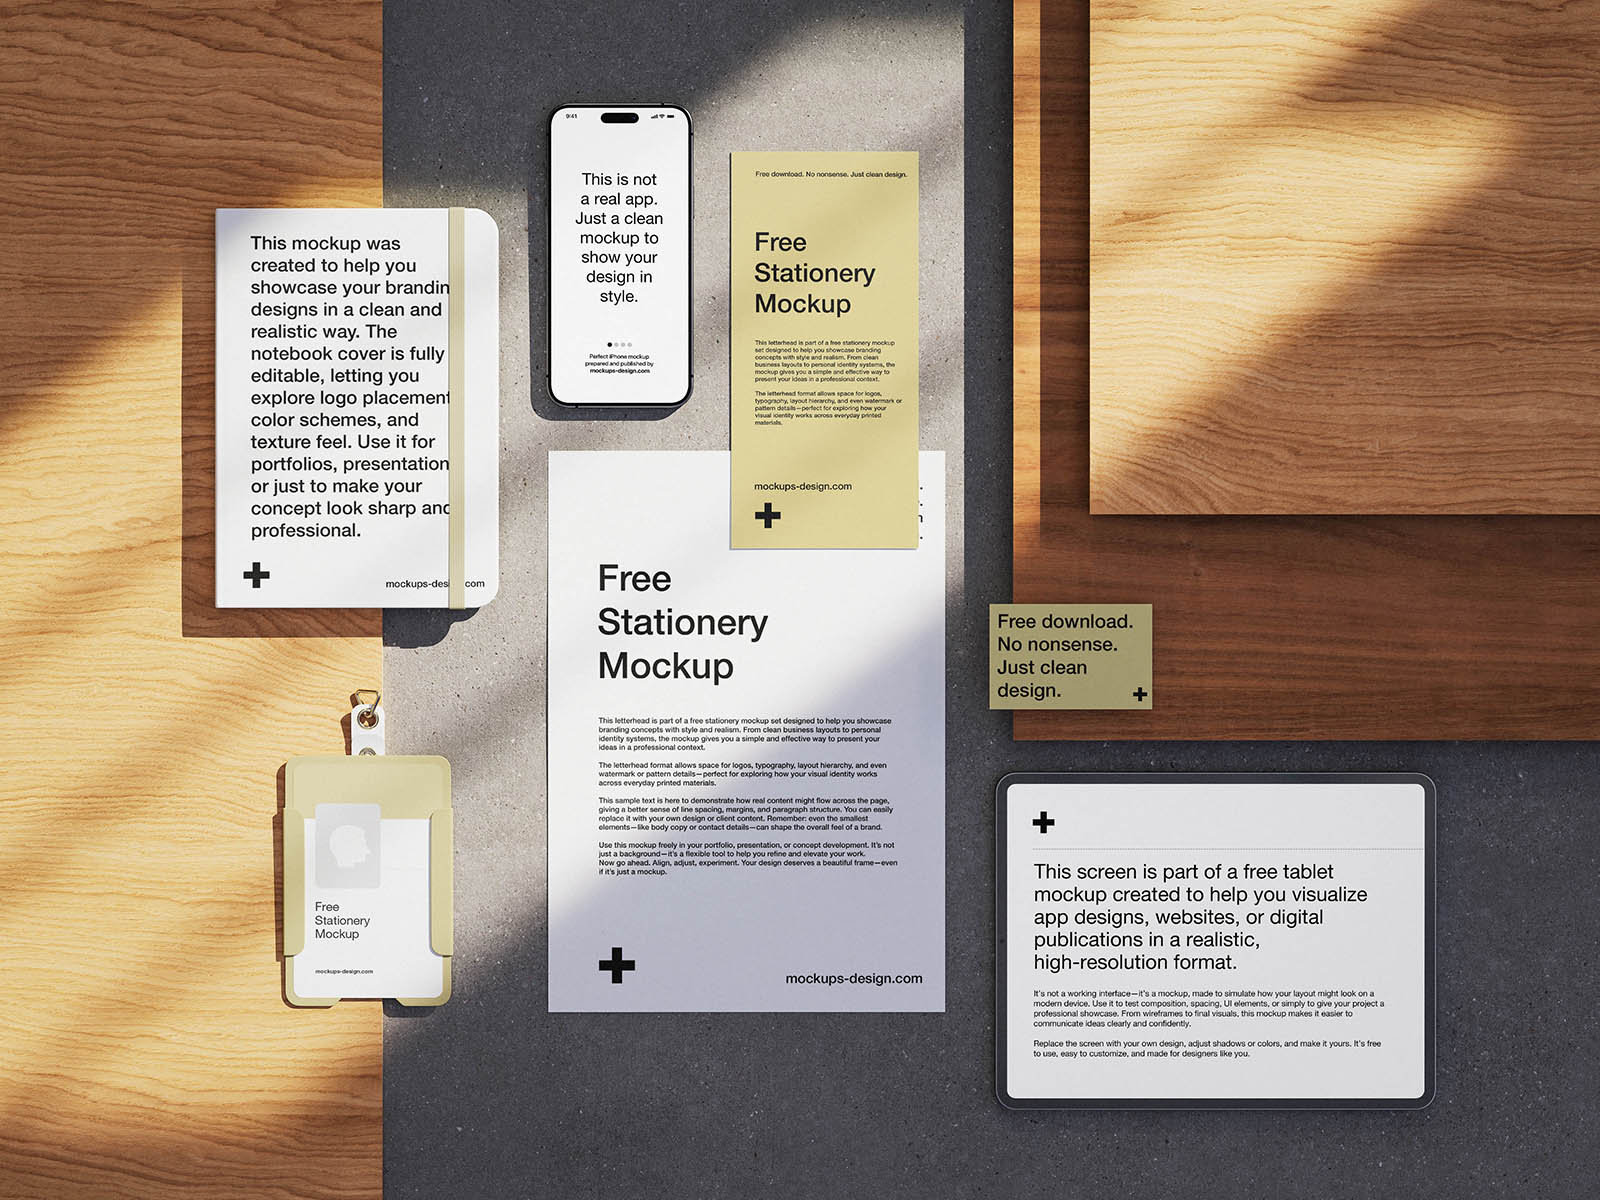 This mockup was
created to help you
showcase your brandin
designs in a clean and
realistic way. The
notebook cover is fully
editable, letting you
explore logo placement
color schemes, and
texture feel. Use it for
portfolios, presentation
or just to make your
concept look sharp and
professional.
mockups-desi .com
9:41
This is not
a real app.
Just a clean
mockup to
show your
design in
style.
Perfect iPhone mockup
prepared and published by
mockups-design.com
Free download. No nonsense. Just clean design.
Free
Stationery
Mockup
This letterhead is part of a free stationery mockup
set designed to help you showcase branding
concepts with style and realism. From clean
business layouts to personal identity systems, the
mockup gives you a simple and effective way to
present your ideas in a professional context.
The letterhead format allows space for logos,
typography, layout hierarchy, and even watermark or
pattern details—perfect for exploring how your
visual identity works across everyday printed
materials.
mockups-design.com
Free
Stationery
Mockup
This letterhead is part of a free stationery mockup set designed to help you showcase
branding concepts with style and realism. From clean business layouts to personal
identity systems, the mockup gives you a simple and effective way to present your
ideas in a professional context.
The letterhead format allows space for logos, typography, layout hierarchy, and even
watermark or pattern details—perfect for exploring how your visual identity works
across everyday printed materials.
This sample text is here to demonstrate how real content might flow across the page,
giving a better sense of line spacing, margins, and paragraph structure. You can easily
replace it with your own design or client content. Remember: even the smallest
elements—like body copy or contact details—can shape the overall feel of a brand.
Use this mockup freely in your portfolio, presentation, or concept development. It's not
just a background—it's a flexible tool to help you refine and elevate your work.
Now go ahead. Align, adjust, experiment. Your design deserves a beautiful frame—even
if it's just a mockup.
mockups-design.com
Free download.
No nonsense.
Just clean
design.
Free
Stationery
Mockup
mockups-design.com
This screen is part of a free tablet
mockup created to help you visualize
app designs, websites, or digital
publications in a realistic,
high-resolution format.
It's not a working interface—it's a mockup, made to simulate how your layout might look on a
modern device. Use it to test composition, spacing, UI elements, or simply to give your project a
professional showcase. From wireframes to final visuals, this mockup makes it easier to
communicate ideas clearly and confidently.
Replace the screen with your own design, adjust shadows or colors, and make it yours. It's free
to use, easy to customize, and made for designers like you.